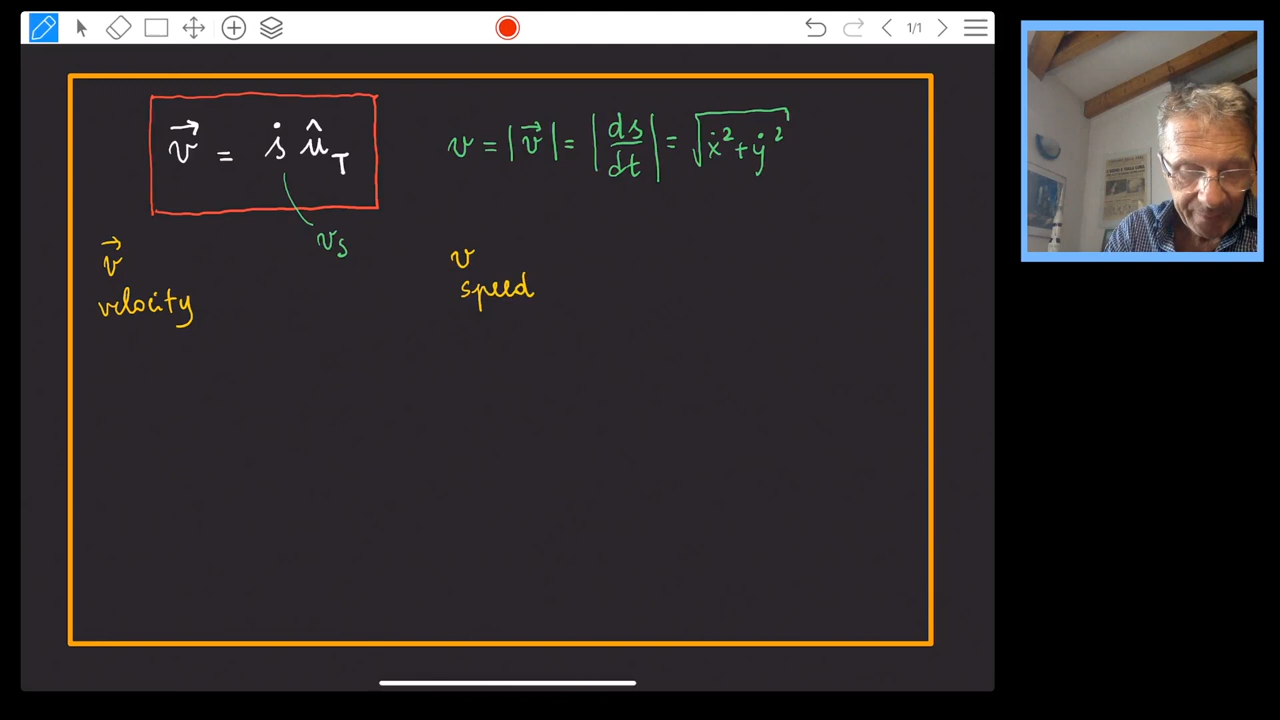 1/1
v⃗ = ṡ û_T
v = |v⃗| = |ds/dt| = √(ẋ² + ẏ²)
v_s
v⃗
velocity
v
speed